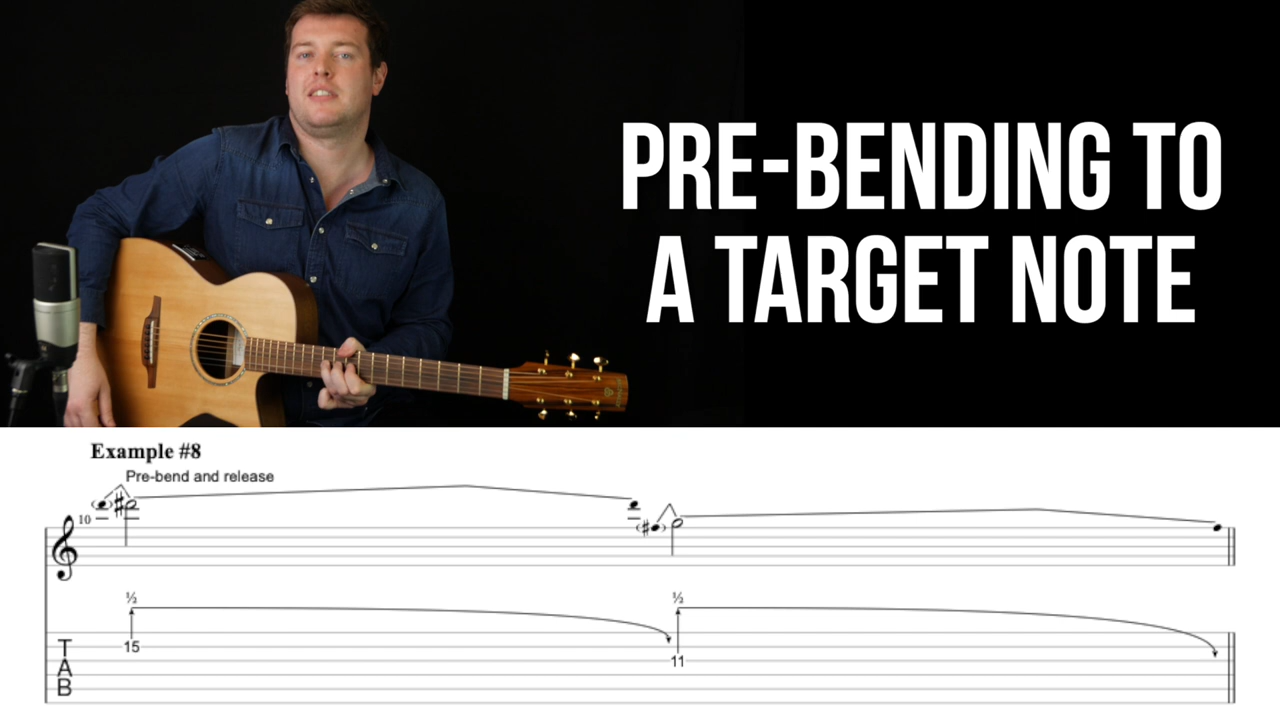 PRE-BENDING TO
A TARGET NOTE
Example #8
Pre-bend and release
10
½ ½
T 15
A 11
B